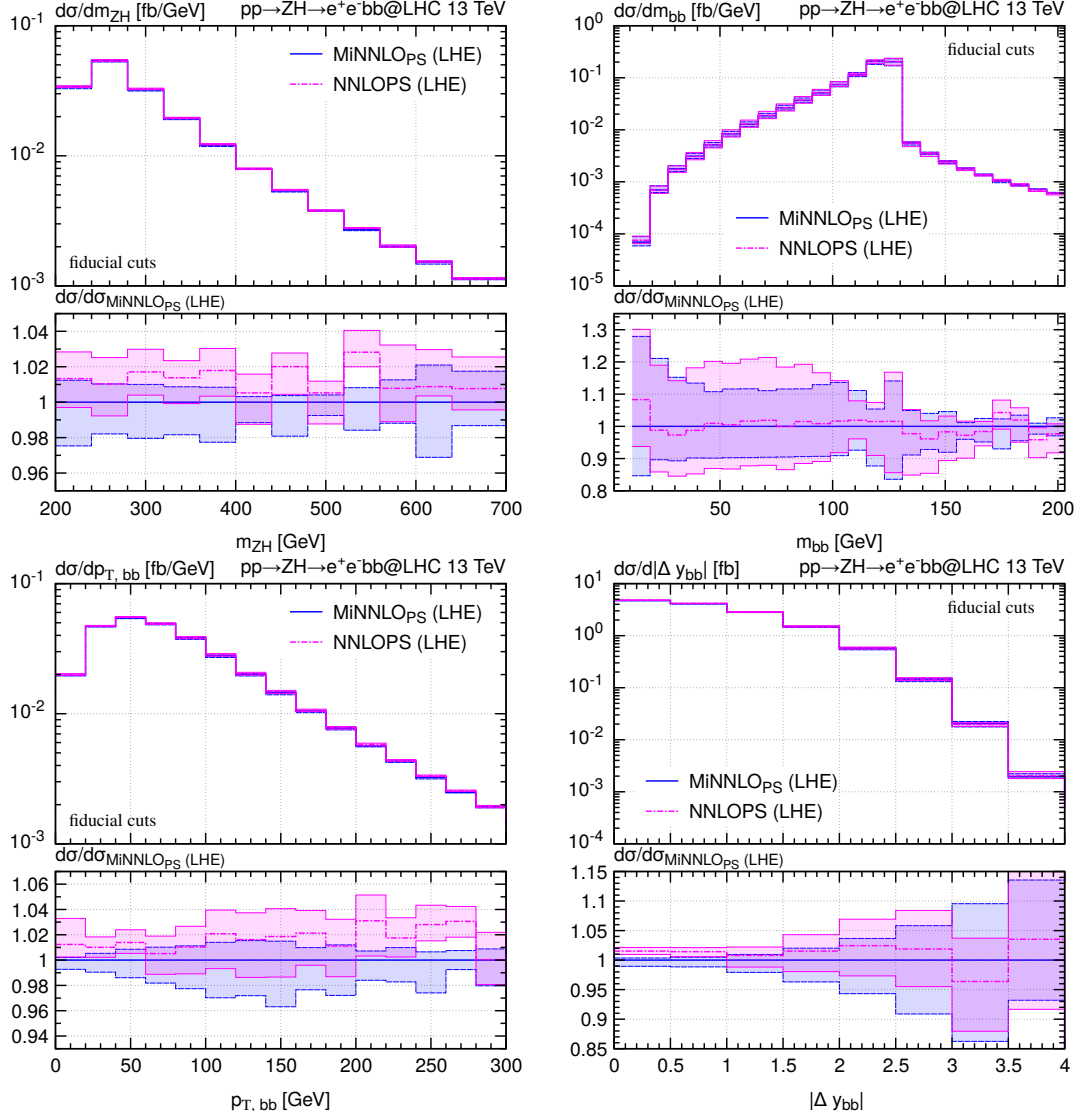 dσ/dm_ZH [fb/GeV] pp→ZH→e⁺e⁻bb@LHC 13 TeV
10⁻¹
MiNNLO_PS (LHE)
NNLOPS (LHE)
10⁻²
fiducial cuts
10⁻³
dσ/dσ_MiNNLO_PS (LHE)
1.04
1.02
1
0.98
0.96
200 300 400 500 600 700
m_ZH [GeV]
dσ/dm_bb [fb/GeV] pp→ZH→e⁺e⁻bb@LHC 13 TeV
10⁰
fiducial cuts
10⁻¹
10⁻²
10⁻³
MiNNLO_PS (LHE)
10⁻⁴
NNLOPS (LHE)
10⁻⁵
dσ/dσ_MiNNLO_PS (LHE)
1.3
1.2
1.1
1
0.9
0.8
50 100 150 200
m_bb [GeV]
dσ/dp_T, bb [fb/GeV] pp→ZH→e⁺e⁻bb@LHC 13 TeV
10⁻¹
MiNNLO_PS (LHE)
NNLOPS (LHE)
10⁻²
fiducial cuts
10⁻³
dσ/dσ_MiNNLO_PS (LHE)
1.06
1.04
1.02
1
0.98
0.96
0.94
0 50 100 150 200 250 300
p_T, bb [GeV]
dσ/d|Δ y_bb| [fb] pp→ZH→e⁺e⁻bb@LHC 13 TeV
10¹
fiducial cuts
10⁰
10⁻¹
10⁻²
MiNNLO_PS (LHE)
10⁻³
NNLOPS (LHE)
10⁻⁴
dσ/dσ_MiNNLO_PS (LHE)
1.15
1.1
1.05
1
0.95
0.9
0.85
0 0.5 1 1.5 2 2.5 3 3.5 4
|Δ y_bb|